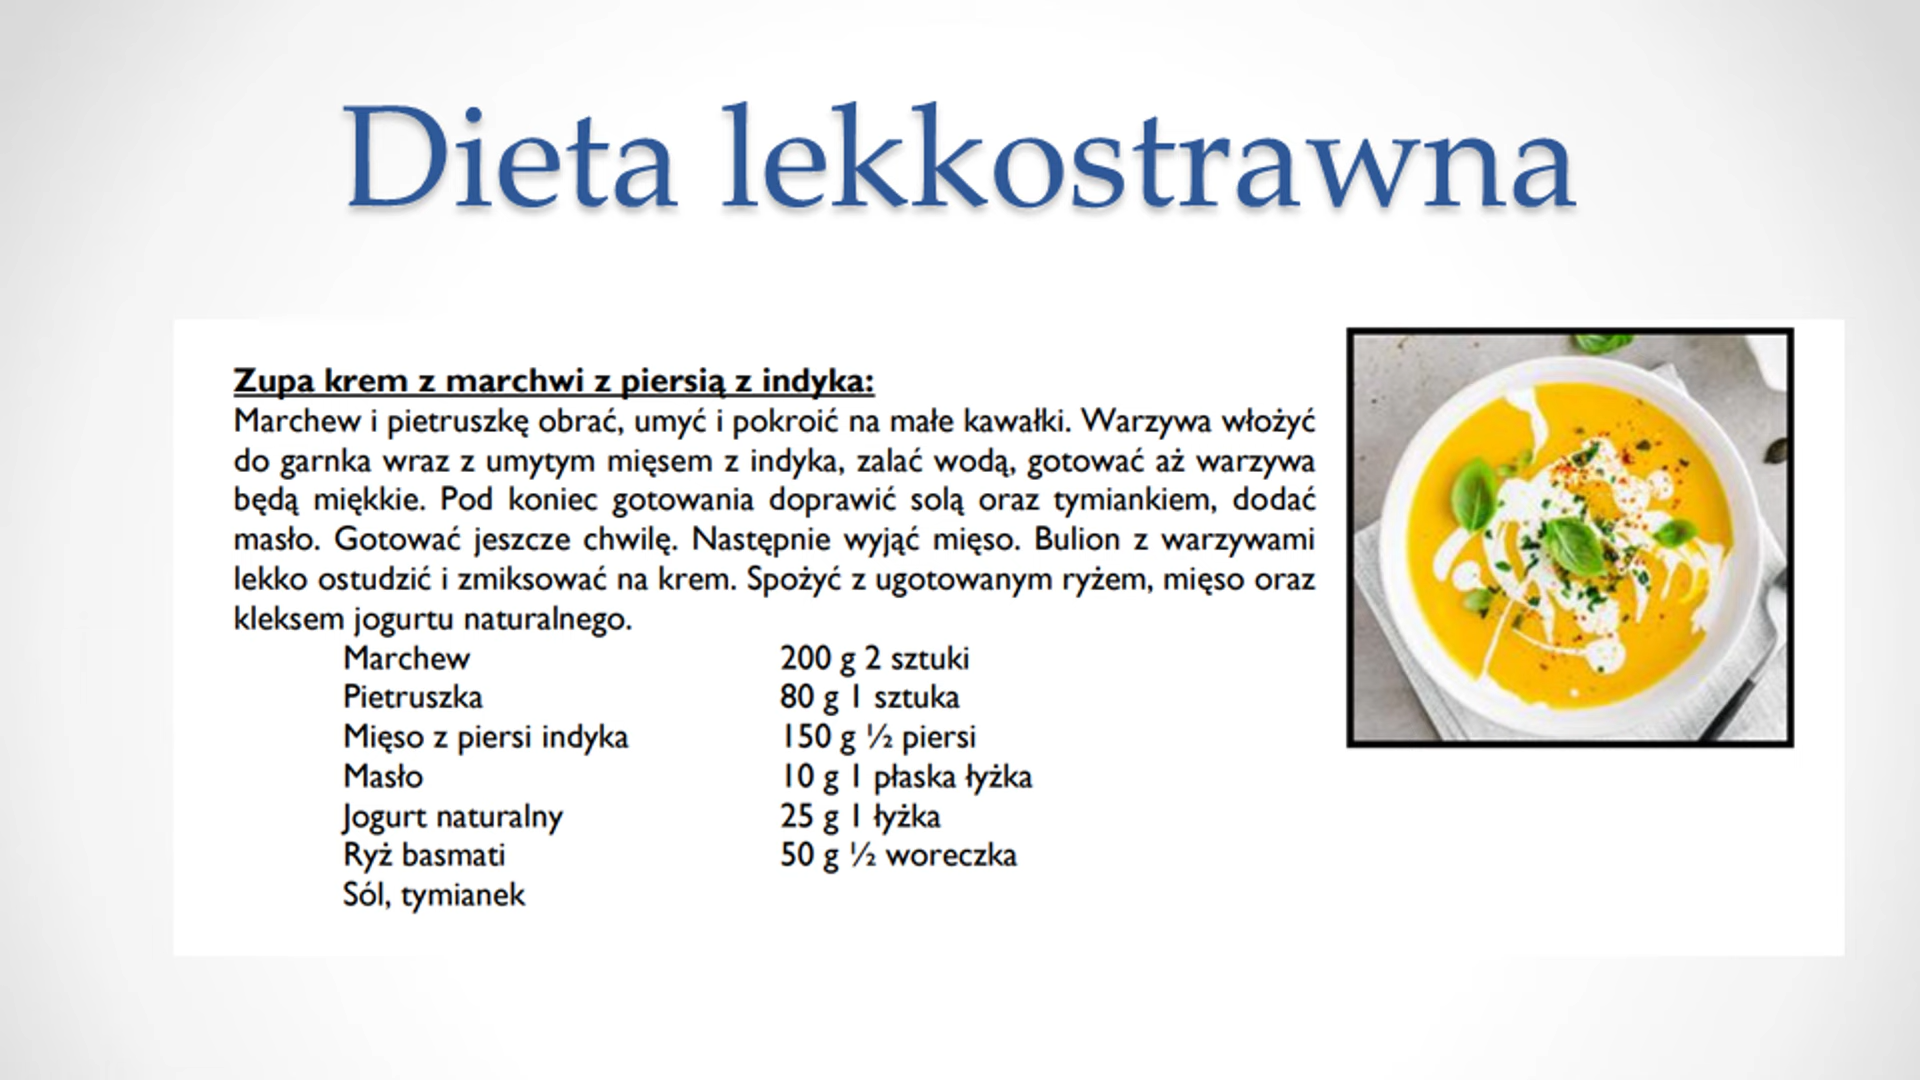 Dieta lekkostrawna
Zupa krem z marchwi z piersią z indyka:
Marchew i pietruszkę obrać, umyć i pokroić na małe kawałki. Warzywa włożyć
do garnka wraz z umytym mięsem z indyka, zalać wodą, gotować aż warzywa
będą miękkie. Pod koniec gotowania doprawić solą oraz tymiankiem, dodać
masło. Gotować jeszcze chwilę. Następnie wyjąć mięso. Bulion z warzywami
lekko ostudzić i zmiksować na krem. Spożyć z ugotowanym ryżem, mięso oraz
kleksem jogurtu naturalnego.
Marchew 200 g 2 sztuki
Pietruszka 80 g 1 sztuka
Mięso z piersi indyka 150 g ½ piersi
Masło 10 g 1 płaska łyżka
Jogurt naturalny 25 g 1 łyżka
Ryż basmati 50 g ½ woreczka
Sól, tymianek